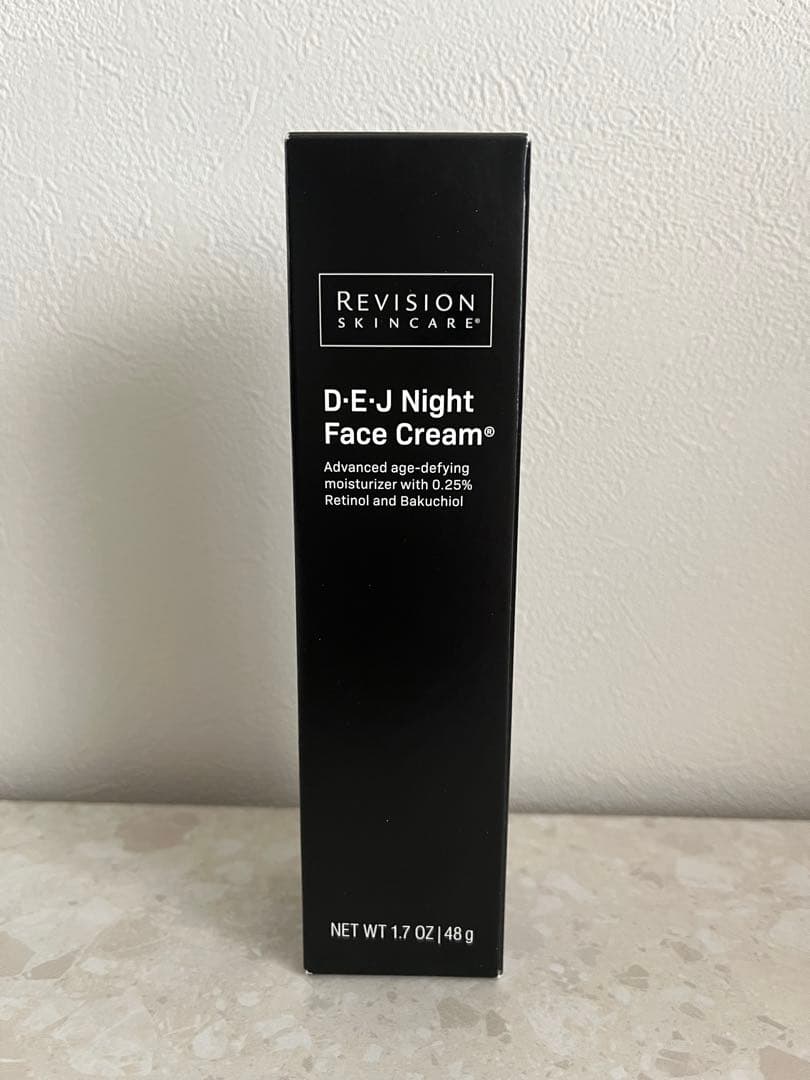 REVISION
SKINCARE®
D·E·J Night
Face Cream®
Advanced age-defying
moisturizer with 0.25%
Retinol and Bakuchiol
NET WT 1.7 OZ | 48 g